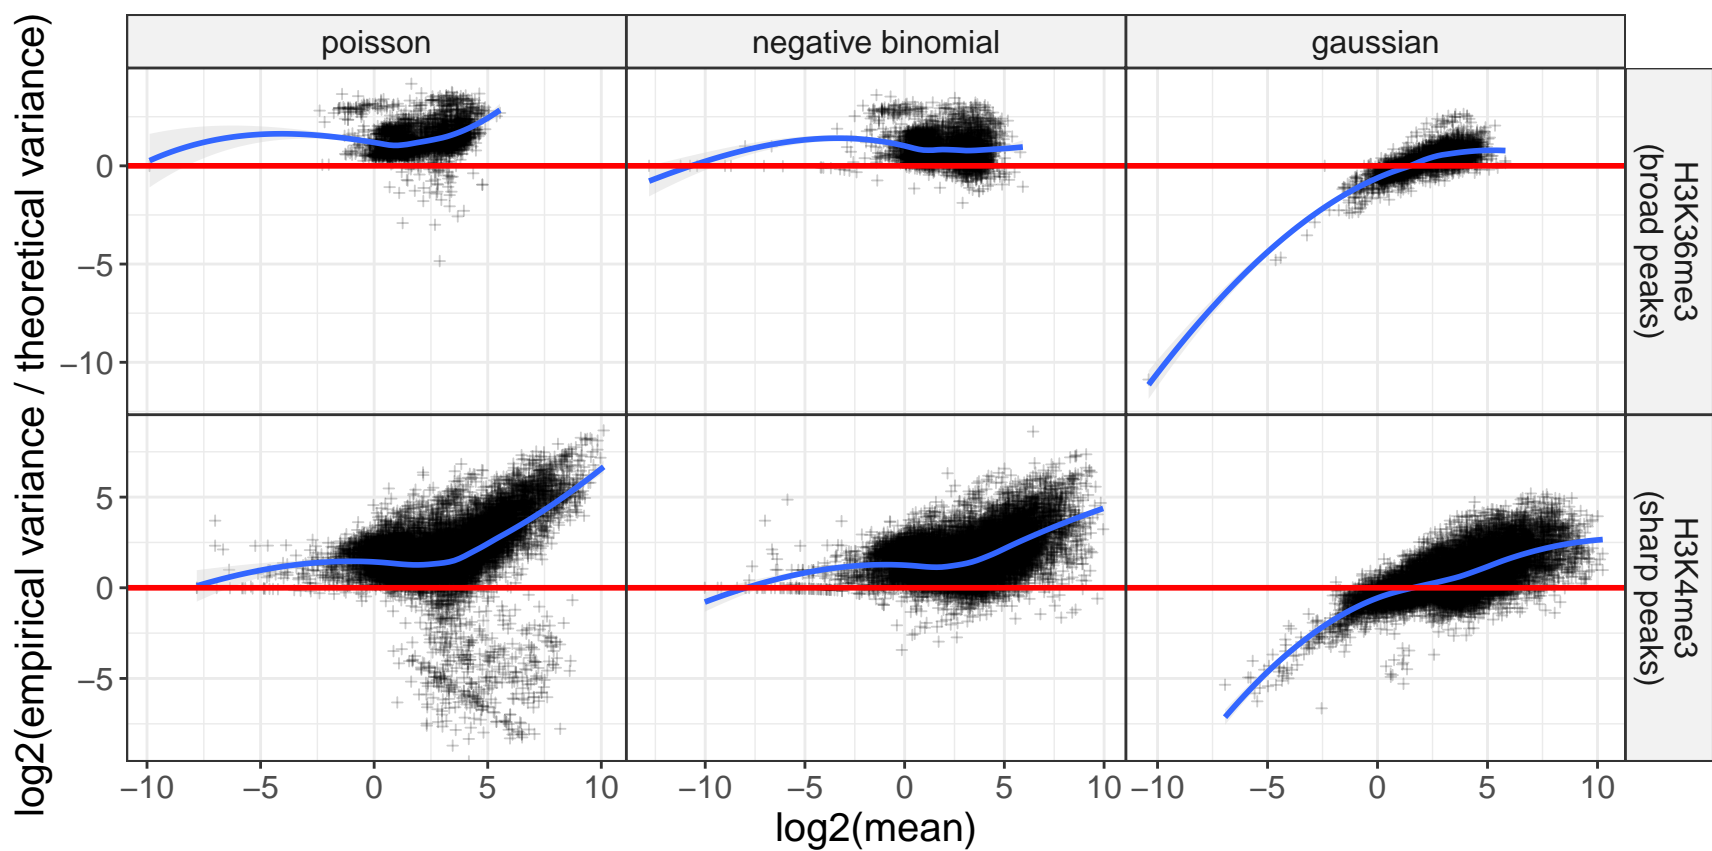 poisson
negative binomial
gaussian
log2(empirical variance / theoretical variance)
0
−5
−10
H3K36me3
(broad peaks)
5
0
−5
H3K4me3
(sharp peaks)
−10 −5 0 5 10
−10 −5 0 5 10
−10 −5 0 5 10
log2(mean)